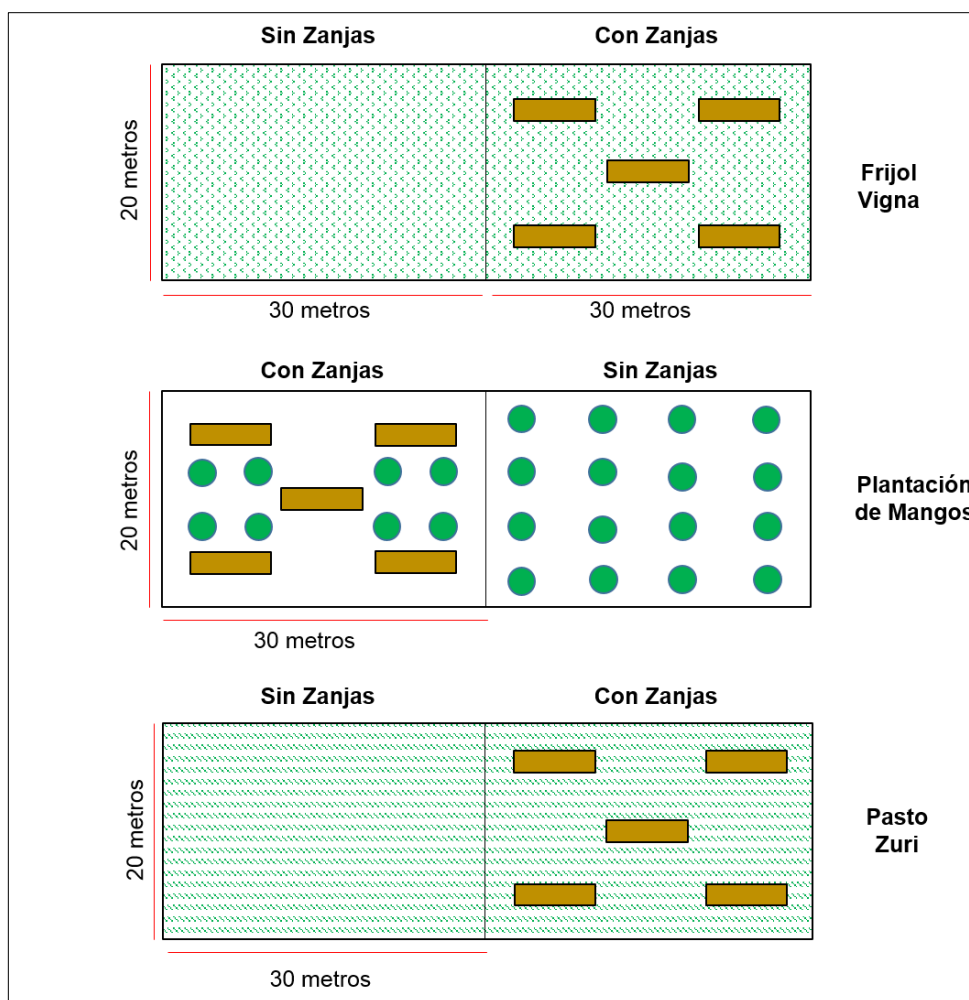 Sin Zanjas
Con Zanjas
20 metros
Frijol
Vigna
30 metros
30 metros
Con Zanjas
Sin Zanjas
20 metros
Plantación
de Mangos
30 metros
Sin Zanjas
Con Zanjas
20 metros
Pasto
Zuri
30 metros